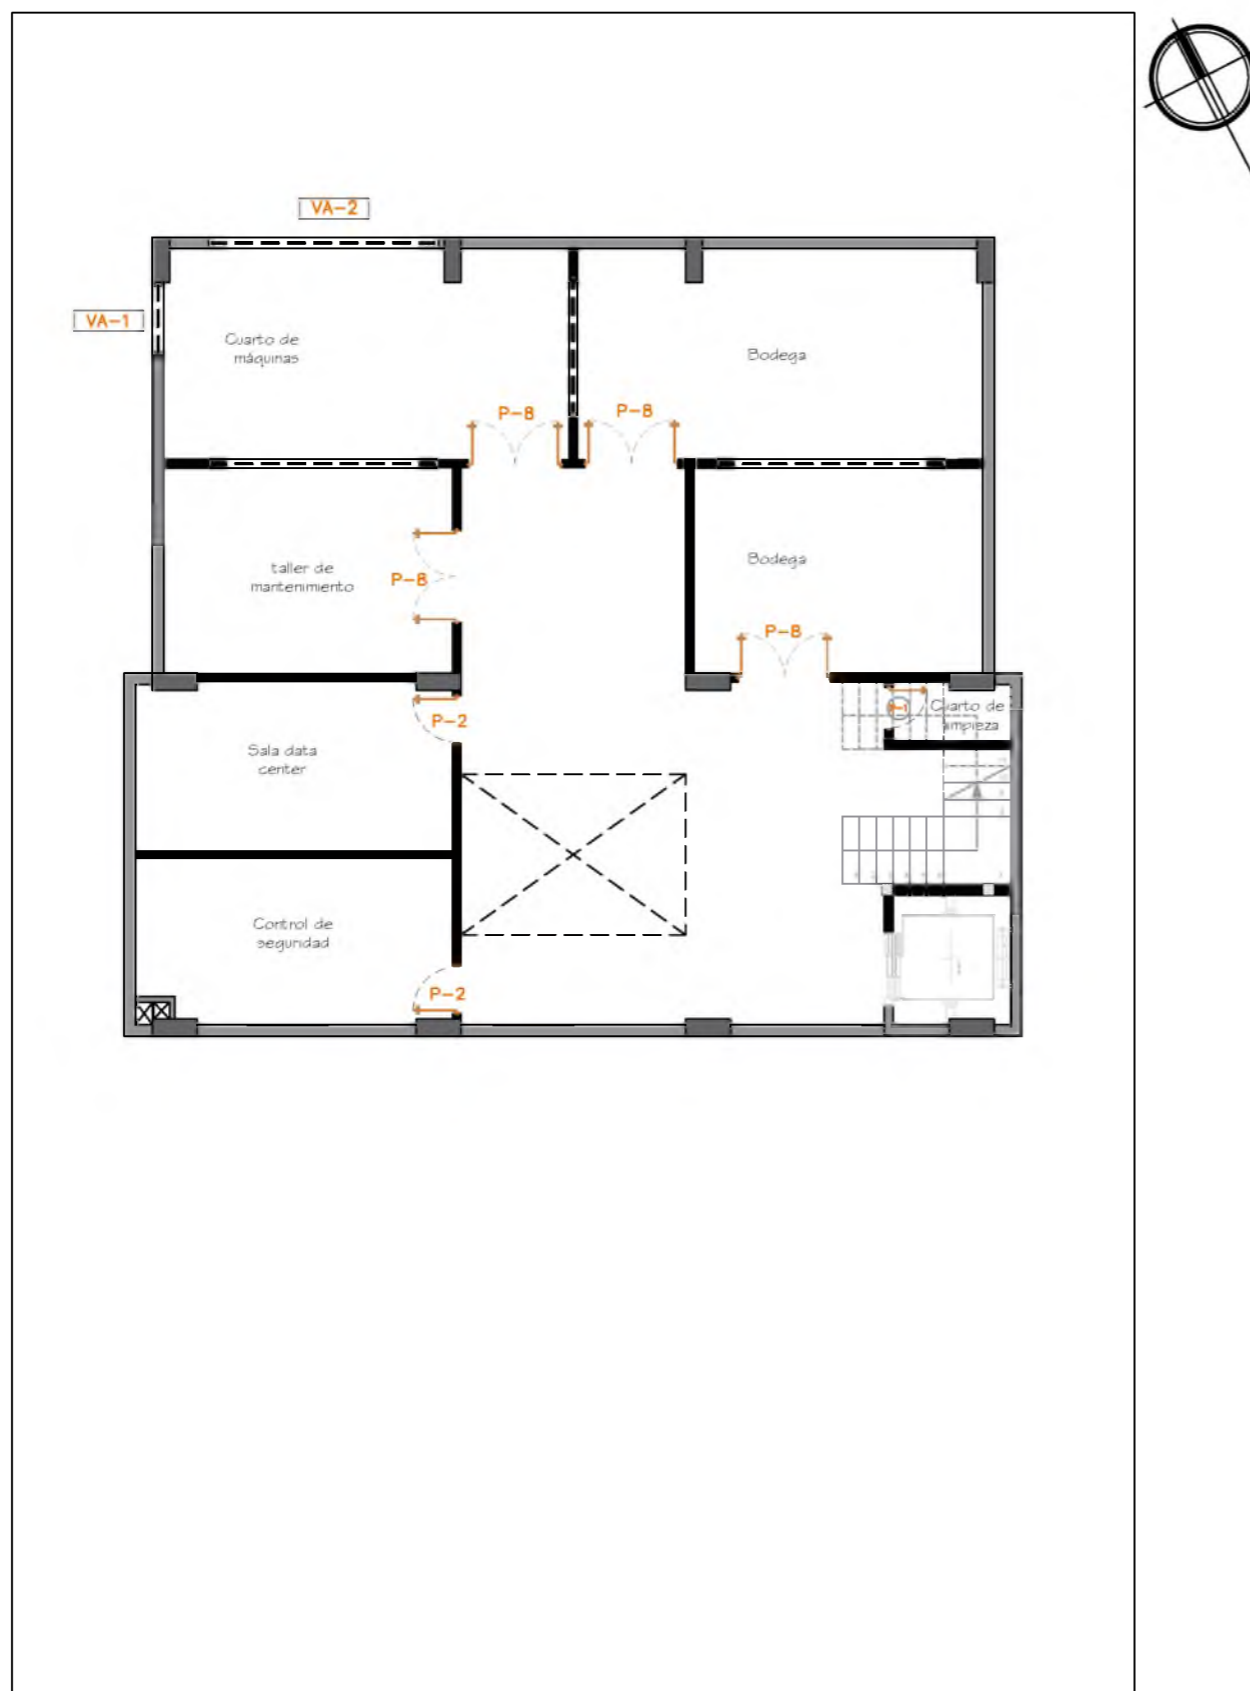 VA-2
VA-1
Cuarto de
máquinas
Bodega
P-8
P-8
taller de
mantenimiento
P-8
Bodega
P-8
P-1
Cuarto de
limpieza
P-2
Sala data
center
Control de
seguridad
P-2